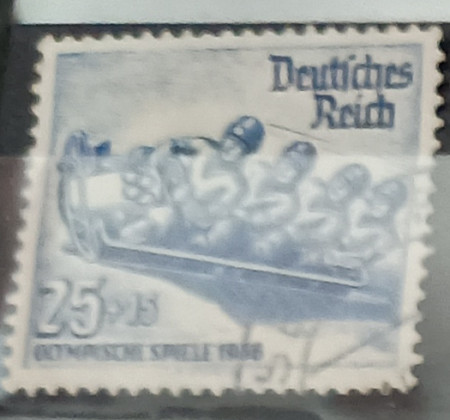 Deutsches
Reich
25+15
OLYMPISCHE SPIELE 1936